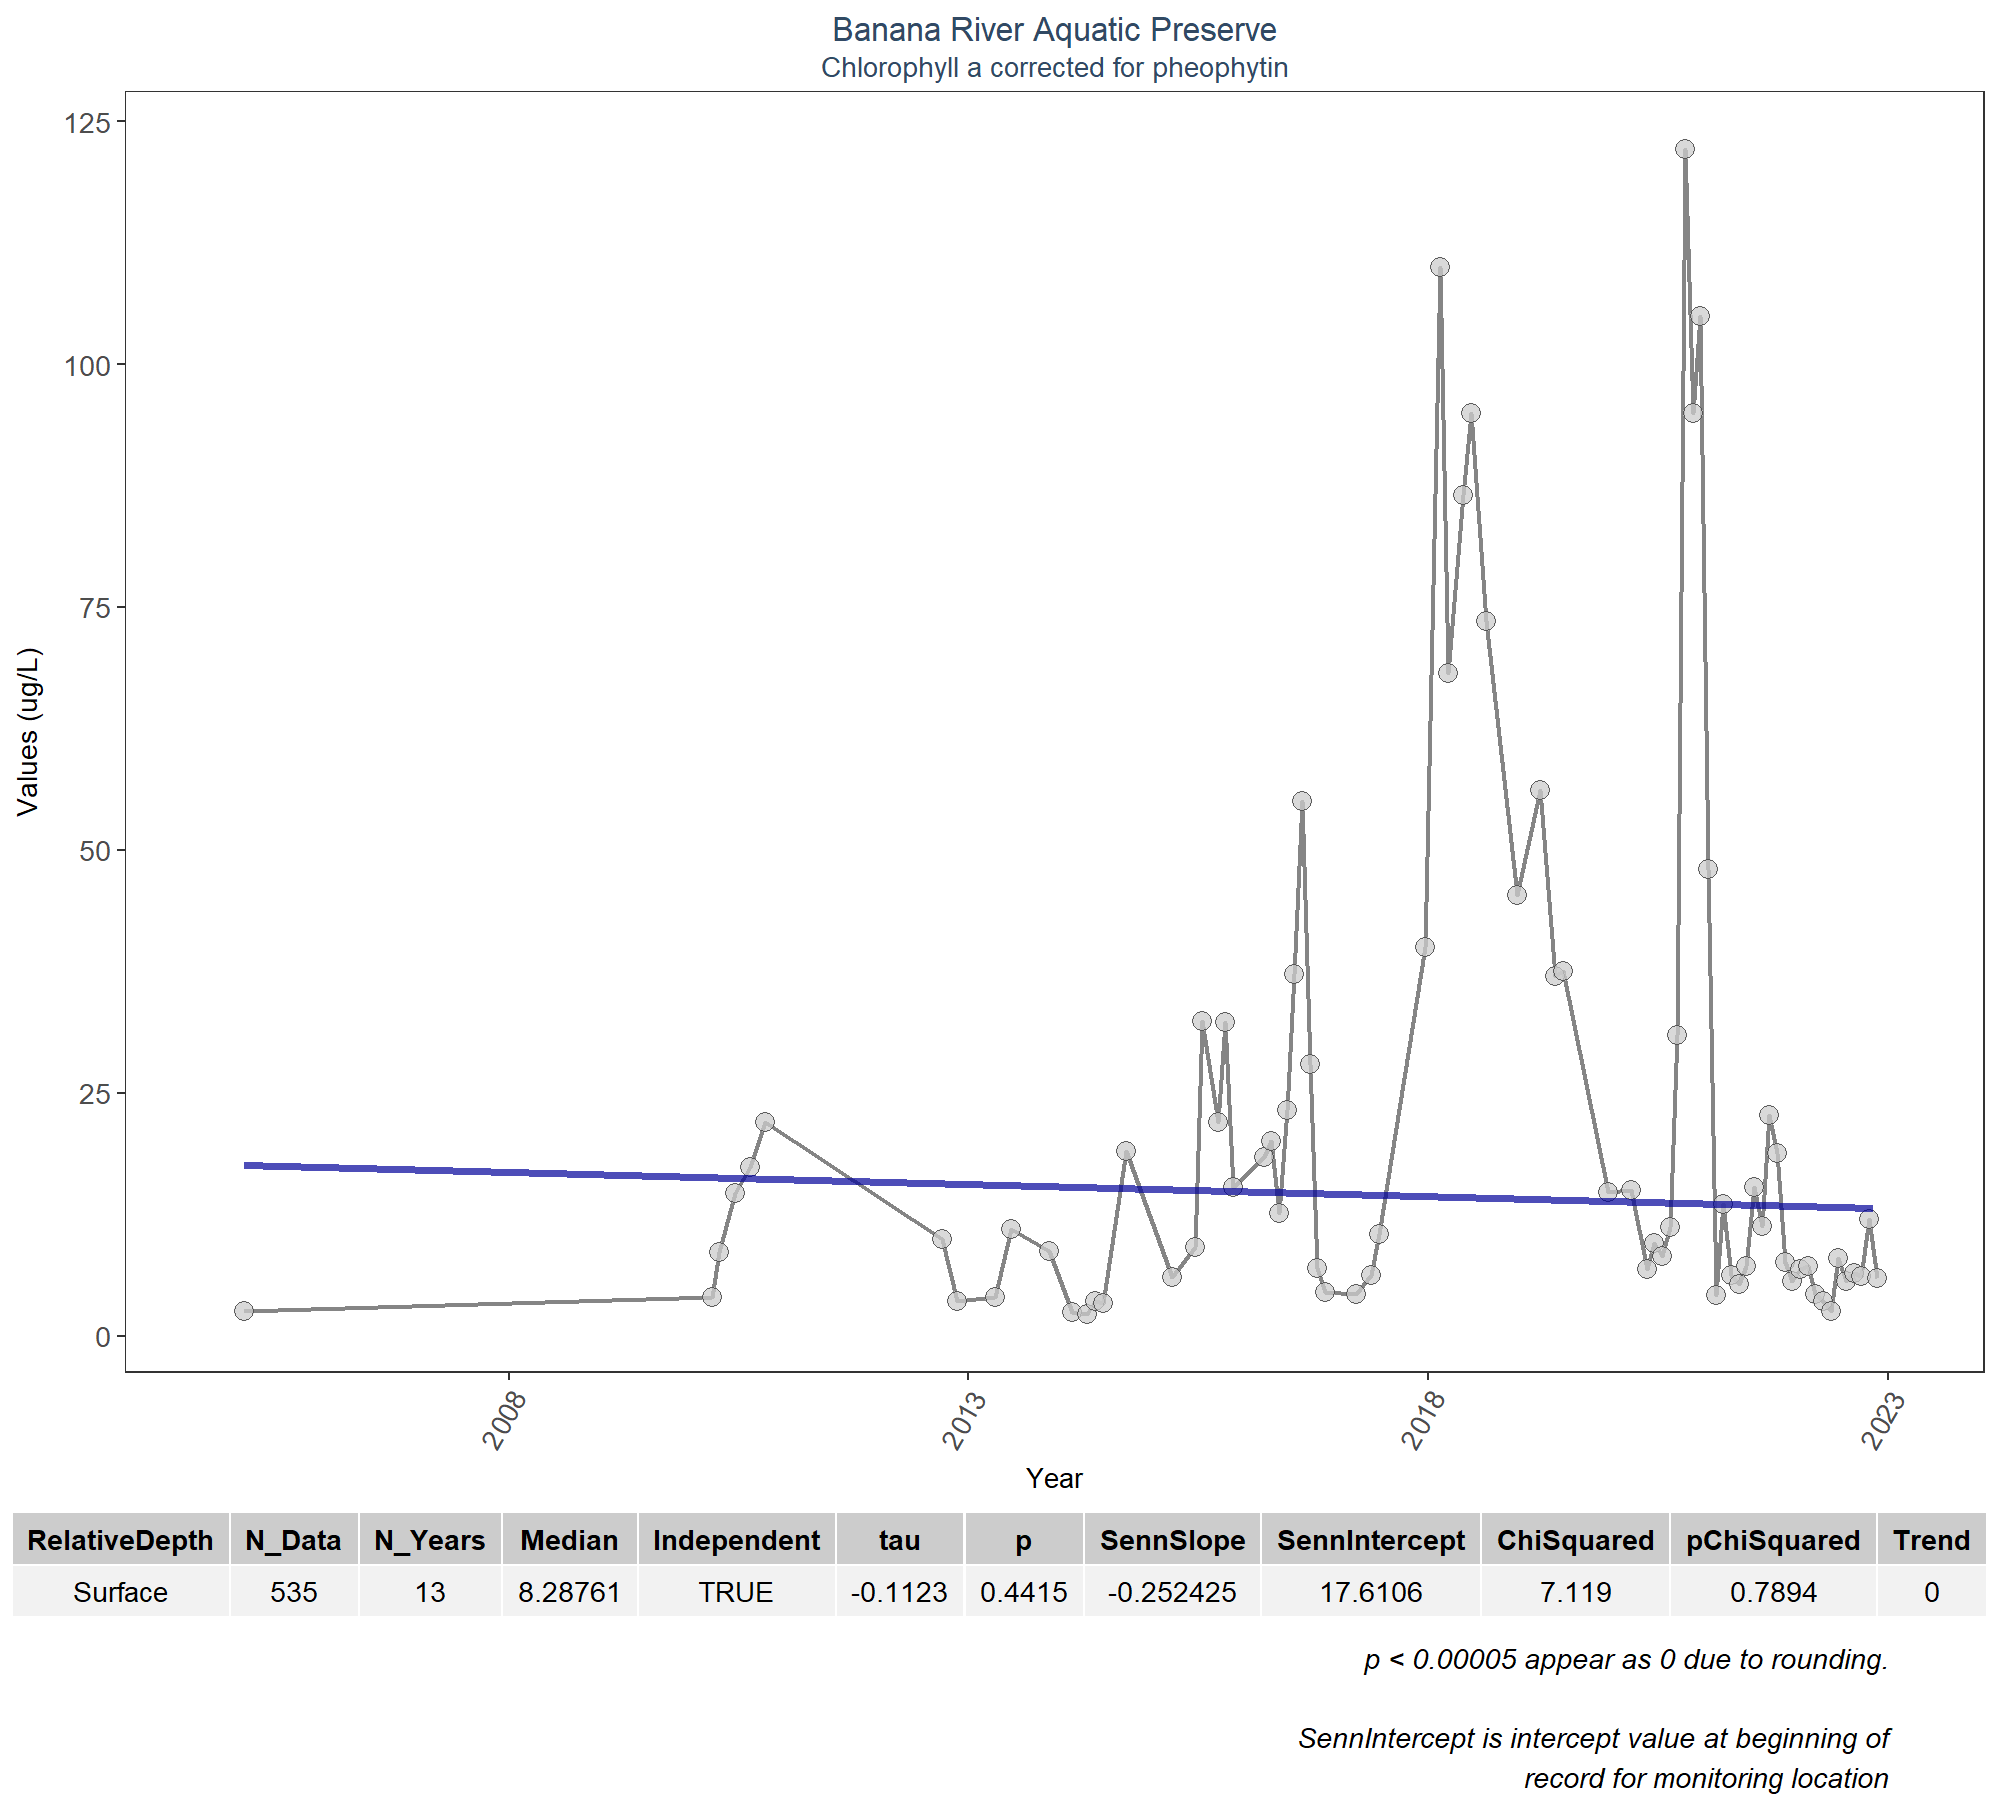 Banana River Aquatic Preserve
Chlorophyll a corrected for pheophytin
125
100
75
50
25
0
Values (ug/L)
2008
2013
2018
2023
Year
RelativeDepth N_Data N_Years Median Independent tau p SennSlope SennIntercept ChiSquared pChiSquared Trend
Surface 535 13 8.28761 TRUE -0.1123 0.4415 -0.252425 17.6106 7.119 0.7894 0
p < 0.00005 appear as 0 due to rounding.
SennIntercept is intercept value at beginning of
record for monitoring location